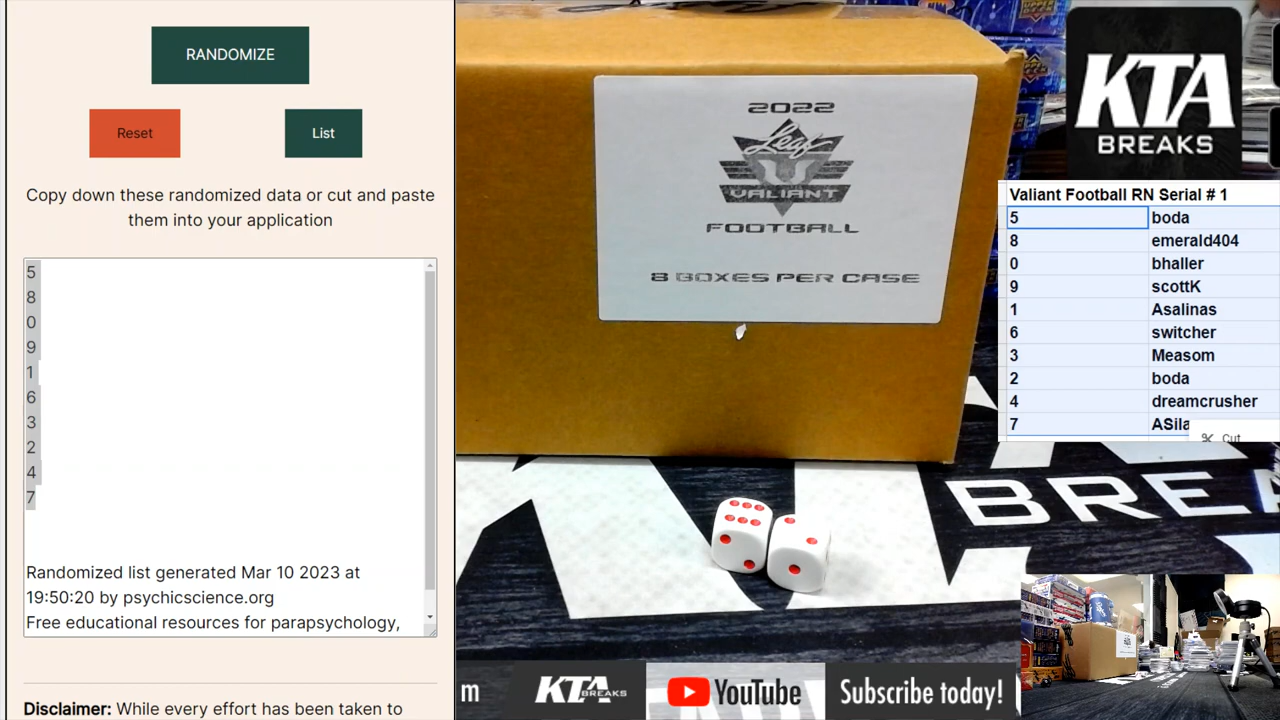 RANDOMIZE
Reset
List
Copy down these randomized data or cut and paste
them into your application
5
8
0
9
1
6
3
2
4
7
Randomized list generated Mar 10 2023 at
19:50:20 by psychicscience.org
Free educational resources for parapsychology,
Disclaimer: While every effort has been taken to
2022
Leaf
VALIANT
FOOTBALL
8 BOXES PER CASE
BREA
KTA
BREAKS
Valiant Football RN Serial # 1
5 boda
8 emerald404
0 bhaller
9 scottK
1 Asalinas
6 switcher
3 Measom
2 boda
4 dreamcrusher
7 ASila
Cut
m
KTA BREAKS
YouTube
Subscribe today!